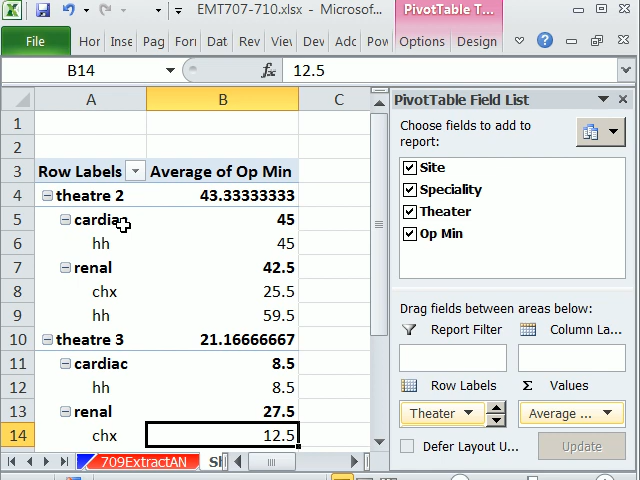 EMT707-710.xlsx - Microsof...
PivotTable T...
File
Hor
Inse
Pag
Forı
Dat
Rev
Viev
Dev
Adc
Pov
Options
Design
B14
fx
12.5
A
B
C
1
2
3 Row Labels Average of Op Min
4 theatre 2 43.33333333
5 cardiac 45
6 hh 45
7 renal 42.5
8 chx 25.5
9 hh 59.5
10 theatre 3 21.16666667
11 cardiac 8.5
12 hh 8.5
13 renal 27.5
14 chx 12.5
709ExtractAN
PivotTable Field List
Choose fields to add to
report:
Site
Speciality
Theater
Op Min
Drag fields between areas below:
Report Filter
Column La...
Row Labels
Σ Values
Theater
Average ...
Defer Layout U...
Update